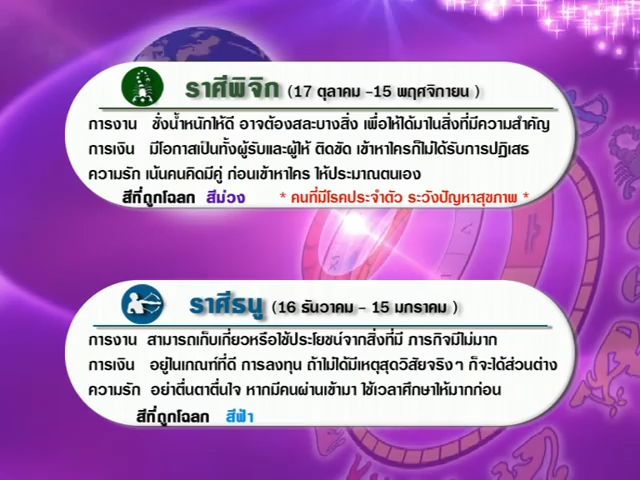 ราศีพิจิก (17 ตุลาคม -15 พฤศจิกายน )
การงาน ชั่งน้ำหนักให้ดี อาจต้องสละบางสิ่ง เพื่อให้ได้มาในสิ่งที่มีความสำคัญ
การเงิน มีโอกาสเป็นทั้งผู้รับและผู้ให้ ติดขัด เข้าหาใครก็ไม่ได้รับการปฏิเสร
ความรัก เน้นคนคิดมีคู่ ก่อนเข้าหาใคร ให้ประมาณตนเอง
สีที่ถูกโฉลก สีม่วง * คนที่มีโรคประจำตัว ระวังปัญหาสุขภาพ *
ราศีธนู (16 ธันวาคม - 15 มกราคม )
การงาน สามารถเก็บเกี่ยวหรือใช้ประโยชน์จากสิ่งที่มี ภารกิจมีไม่มาก
การเงิน อยู่ในเกณฑ์ที่ดี การลงทุน ถ้าไม่ได้มีเหตุสุดวิสัยจริงๆ ก็จะได้ส่วนต่าง
ความรัก อย่าตื่นตาตื่นใจ หากมีคนผ่านเข้ามา ใช้เวลาศึกษาให้มากก่อน
สีที่ถูกโฉลก สีฟ้า